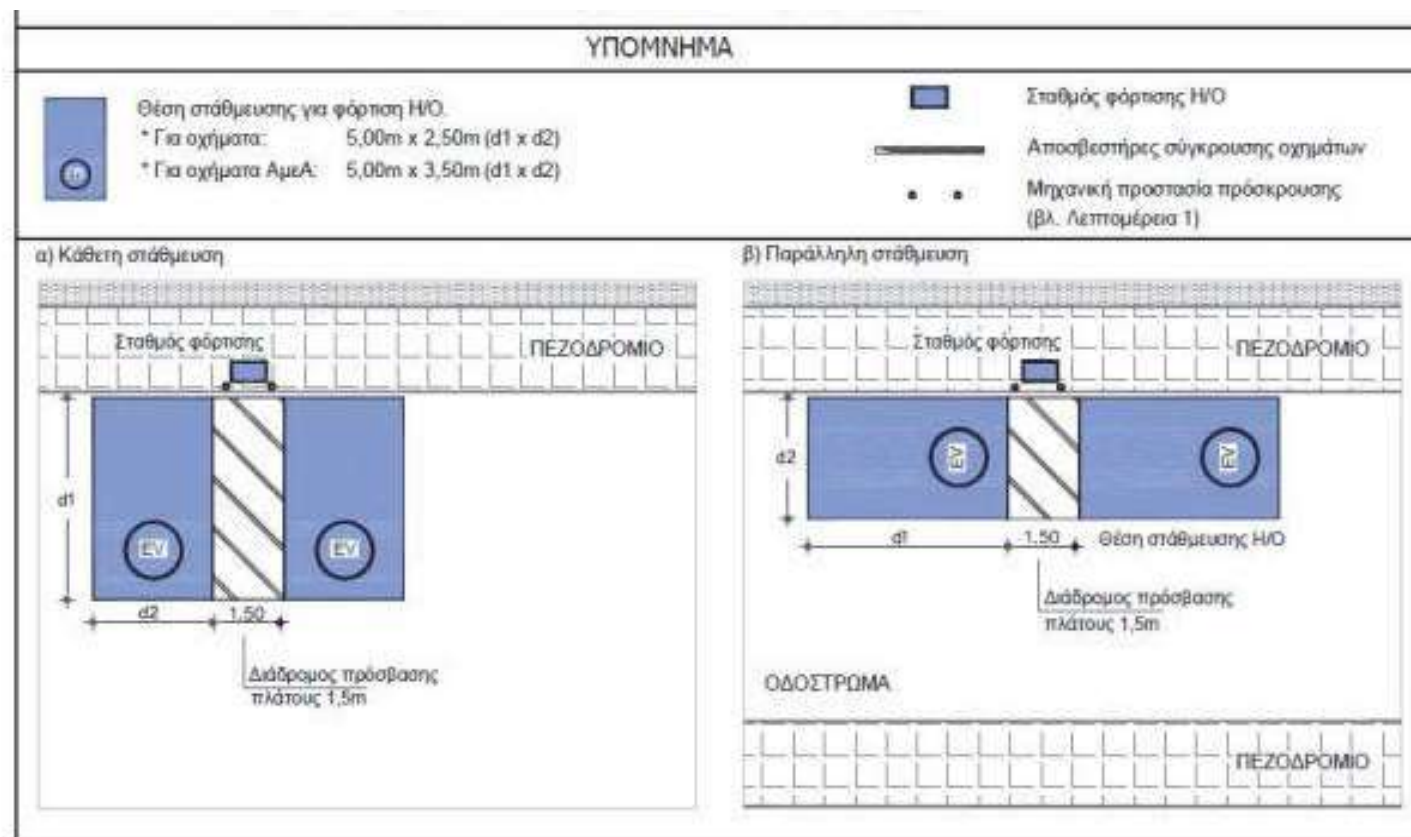 ΥΠΟΜΝΗΜΑ
Θέση στάθμευσης για φόρτιση Η/Ο.
* Για οχήματα: 5,00m x 2,50m (d1 x d2)
* Για οχήματα ΑμεΑ: 5,00m x 3,50m (d1 x d2)
Σταθμός φόρτισης Η/Ο
Αποσβεστήρες σύγκρουσης οχημάτων
Μηχανική προστασία πρόσκρουσης
(βλ. Λεπτομέρεια 1)
α) Κάθετη στάθμευση
Σταθμός φόρτισης
ΠΕΖΟΔΡΟΜΙΟ
d1
EV
EV
d2
1,50
Διάδρομος πρόσβασης
πλάτους 1,5m
β) Παράλληλη στάθμευση
Σταθμός φόρτισης
ΠΕΖΟΔΡΟΜΙΟ
d2
EV
EV
d1
1,50
Θέση στάθμευσης Η/Ο
Διάδρομος πρόσβασης
πλάτους 1,5m
ΟΔΟΣΤΡΩΜΑ
ΠΕΖΟΔΡΟΜΙΟ